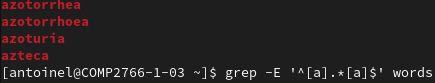 azotorrhea
azotorrhoea
azoturia
azteca
[antoinel@COMP2766-1-03 ~]$ grep -E '^[a].*[a]$' words